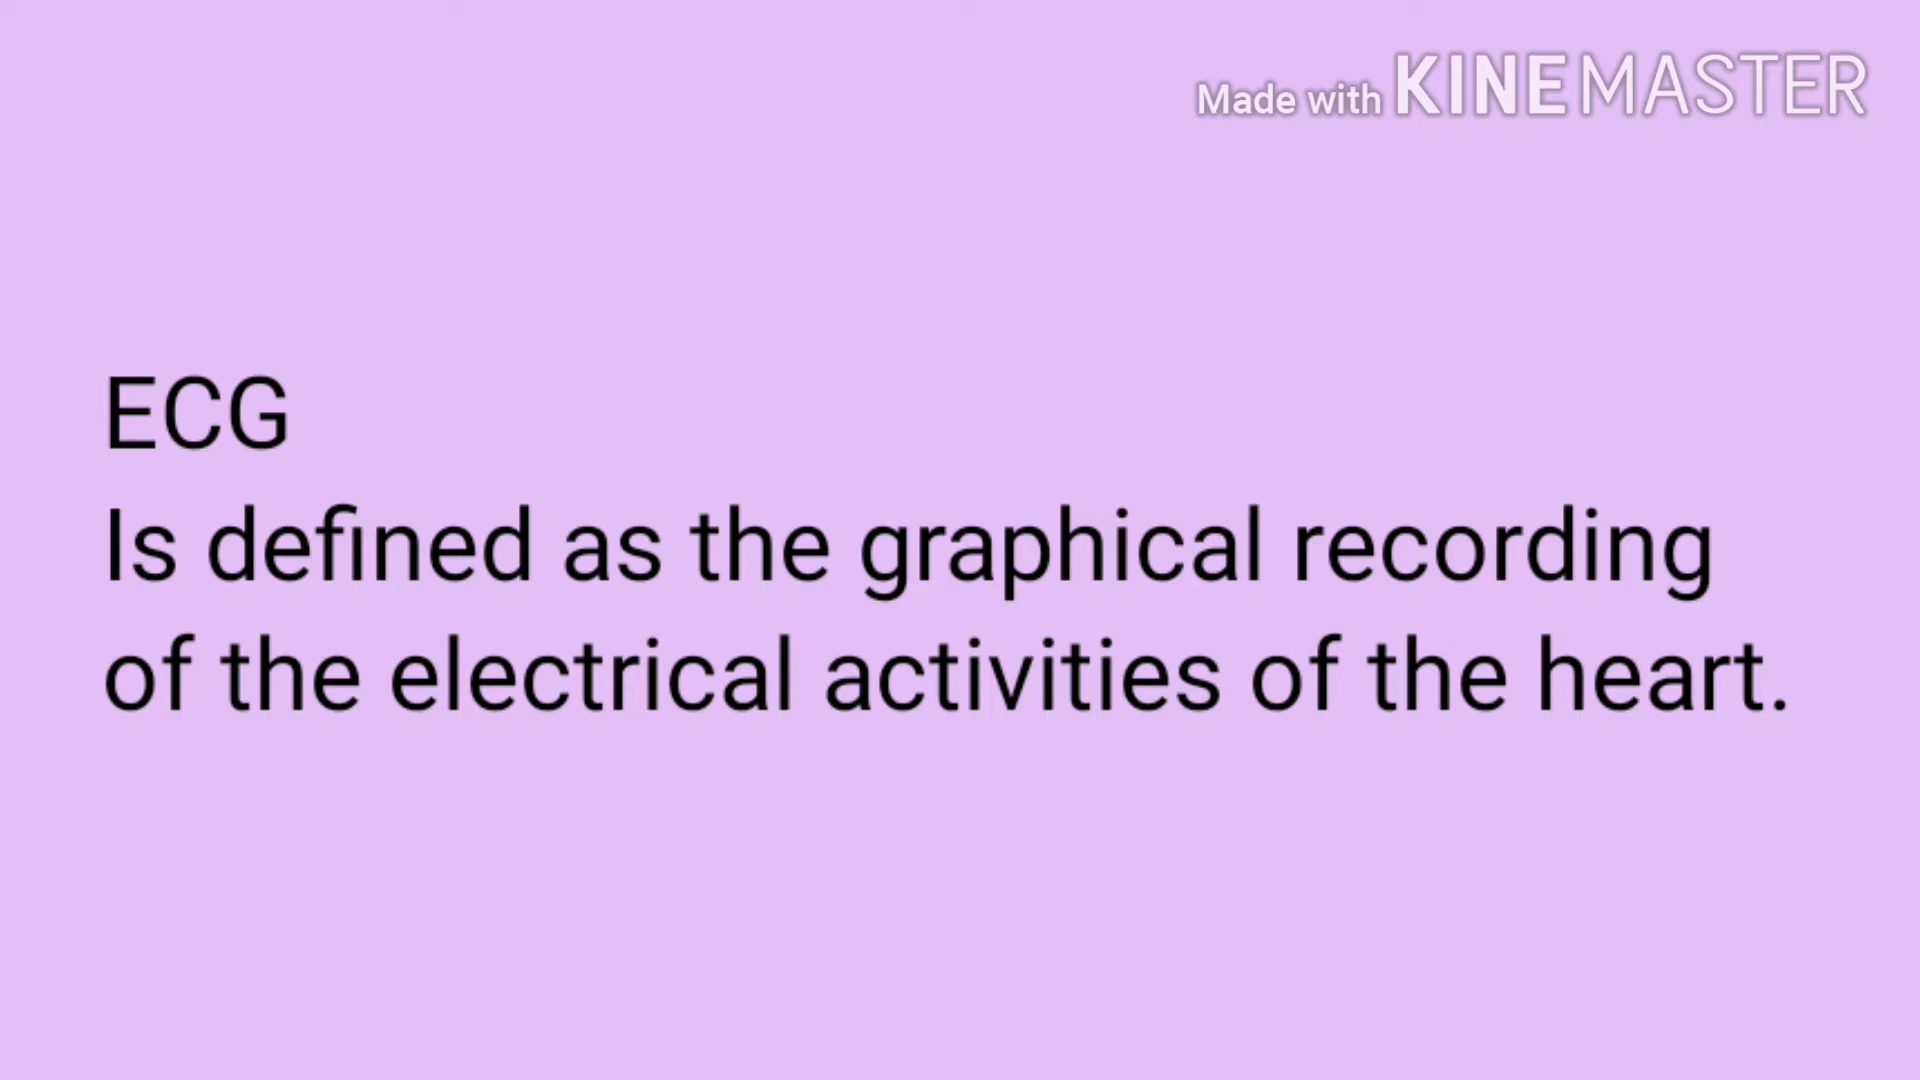 Made with KINEMASTER
ECG
Is defined as the graphical recording
of the electrical activities of the heart.